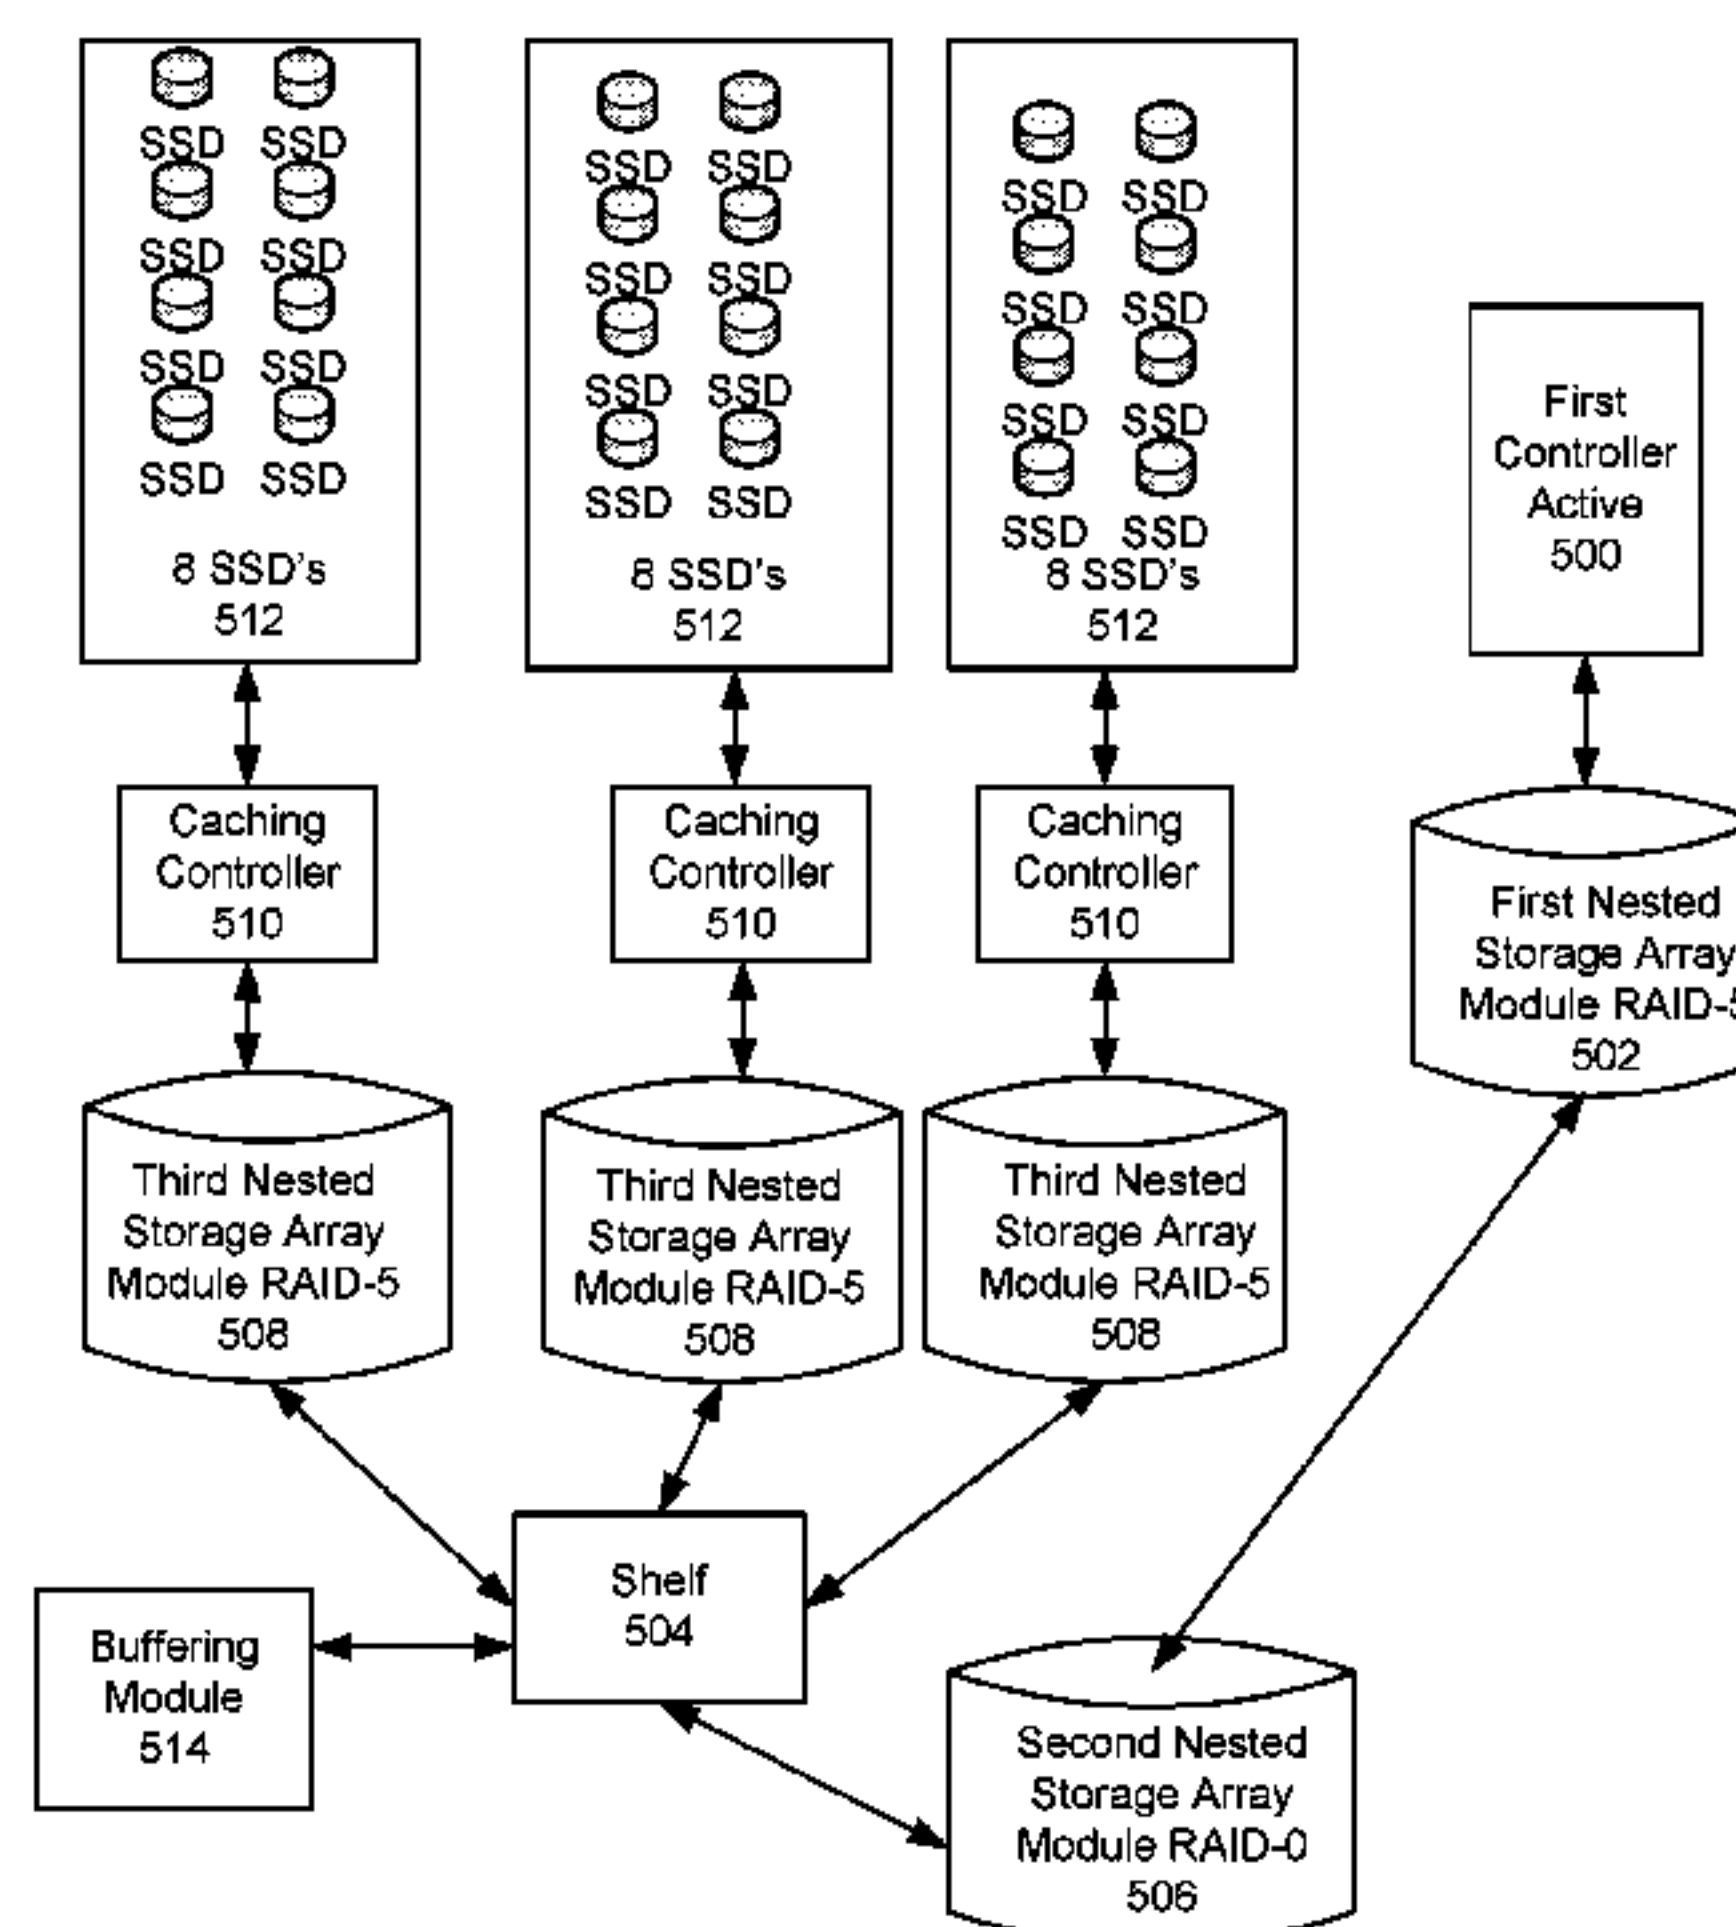 SSD SSD
SSD SSD
SSD SSD
SSD SSD
8 SSD's
512
SSD SSD
SSD SSD
SSD SSD
SSD SSD
8 SSD's
512
SSD SSD
SSD SSD
SSD SSD
SSD SSD
8 SSD's
512
First
Controller
Active
500
Caching
Controller
510
Caching
Controller
510
Caching
Controller
510
First Nested
Storage Array
Module RAID-5
502
Third Nested
Storage Array
Module RAID-5
508
Third Nested
Storage Array
Module RAID-5
508
Third Nested
Storage Array
Module RAID-5
508
Shelf
504
Buffering
Module
514
Second Nested
Storage Array
Module RAID-0
506